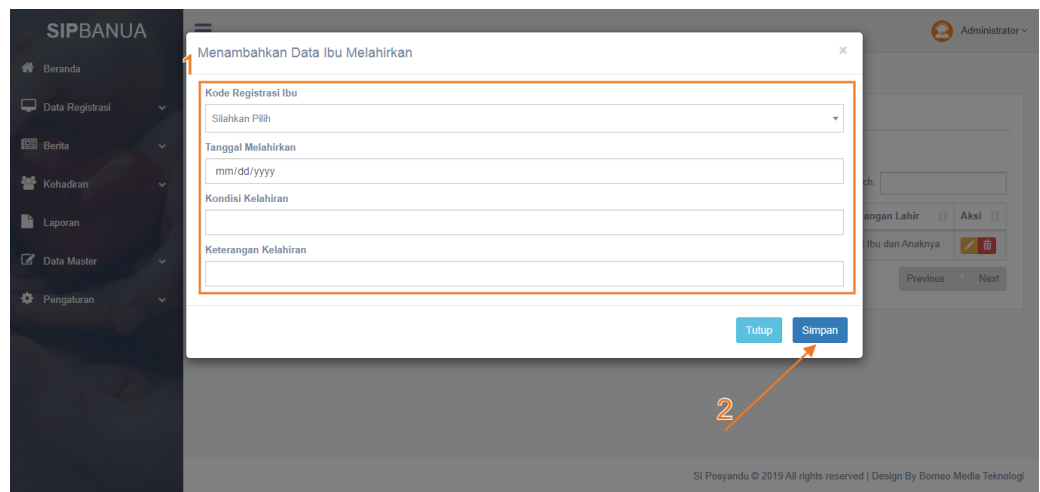 SIPBANUA
Administrator
Beranda
Data Registrasi
Berita
Kehadiran
Laporan
Data Master
Pengaturan
1
Menambahkan Data Ibu Melahirkan
×
Kode Registrasi Ibu
Silahkan Pilih
Tanggal Melahirkan
mm/dd/yyyy
Kondisi Kelahiran
Keterangan Kelahiran
Tutup
Simpan
2
ch:
angan Lahir
Aksi
Ibu dan Anaknya
Previous
1
Next
SI Posyandu © 2019 All rights reserved | Design By Borneo Media Teknologi